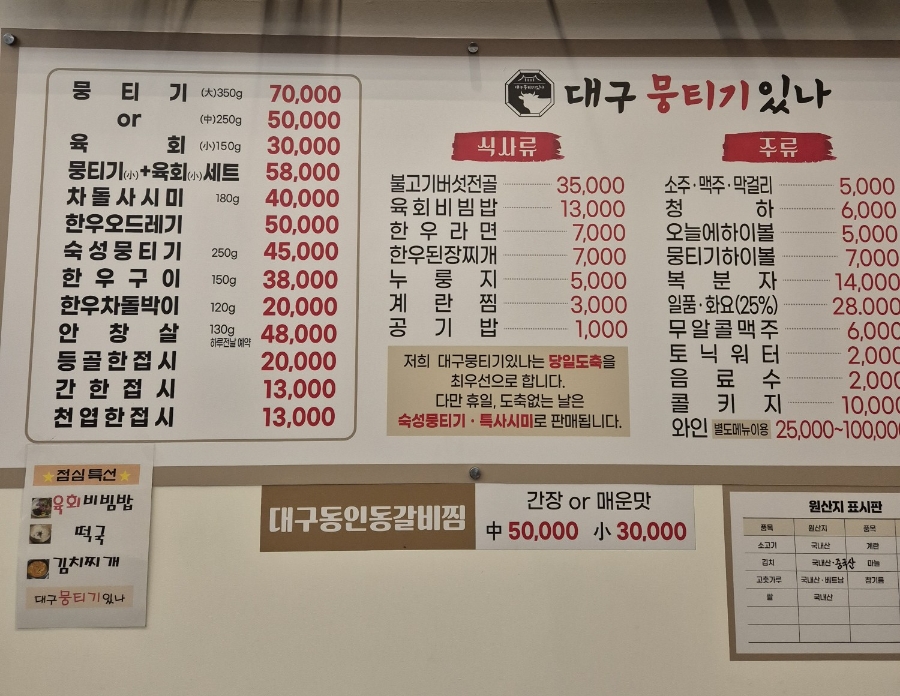 뭉티기 (大)350g 70,000
or (中)250g 50,000
육회 (小)150g 30,000
뭉티기(小)+육회(小)세트 58,000
차돌사시미 180g 40,000
한우오드레기 50,000
숙성뭉티기 250g 45,000
한우구이 150g 38,000
한우차돌박이 120g 20,000
안창살 130g 하루전날 예약 48,000
등골한접시 20,000
간한접시 13,000
천엽한접시 13,000
대구 뭉티기 있나
식사류
불고기버섯전골 35,000
육회비빔밥 13,000
한우라면 7,000
한우된장찌개 7,000
누룽지 5,000
계란찜 3,000
공기밥 1,000
저희 대구뭉티기있나는 당일도축을
최우선으로 합니다.
다만 휴일, 도축없는 날은
숙성뭉티기·특사시미로 판매됩니다.
주류
소주·맥주·막걸리 5,000
청하 6,000
오늘에하이볼 5,000
뭉티기하이볼 7,000
복분자 14,000
일품·화요(25%) 28.000
무알콜맥주 6,000
토닉워터 2,000
음료수 2,000
콜키지 10,000
와인 별도메뉴이용 25,000~100,000
점심특선
육회비빔밥
떡국
김치찌개
대구뭉티기있나
대구동인동갈비찜
간장 or 매운맛
中 50,000 小 30,000
원산지 표시판
품목 원산지 품목
소고기 국내산 계란
김치 국내산·중국산 마늘
고춧가루 국내산·베트남 참기름
쌀 국내산